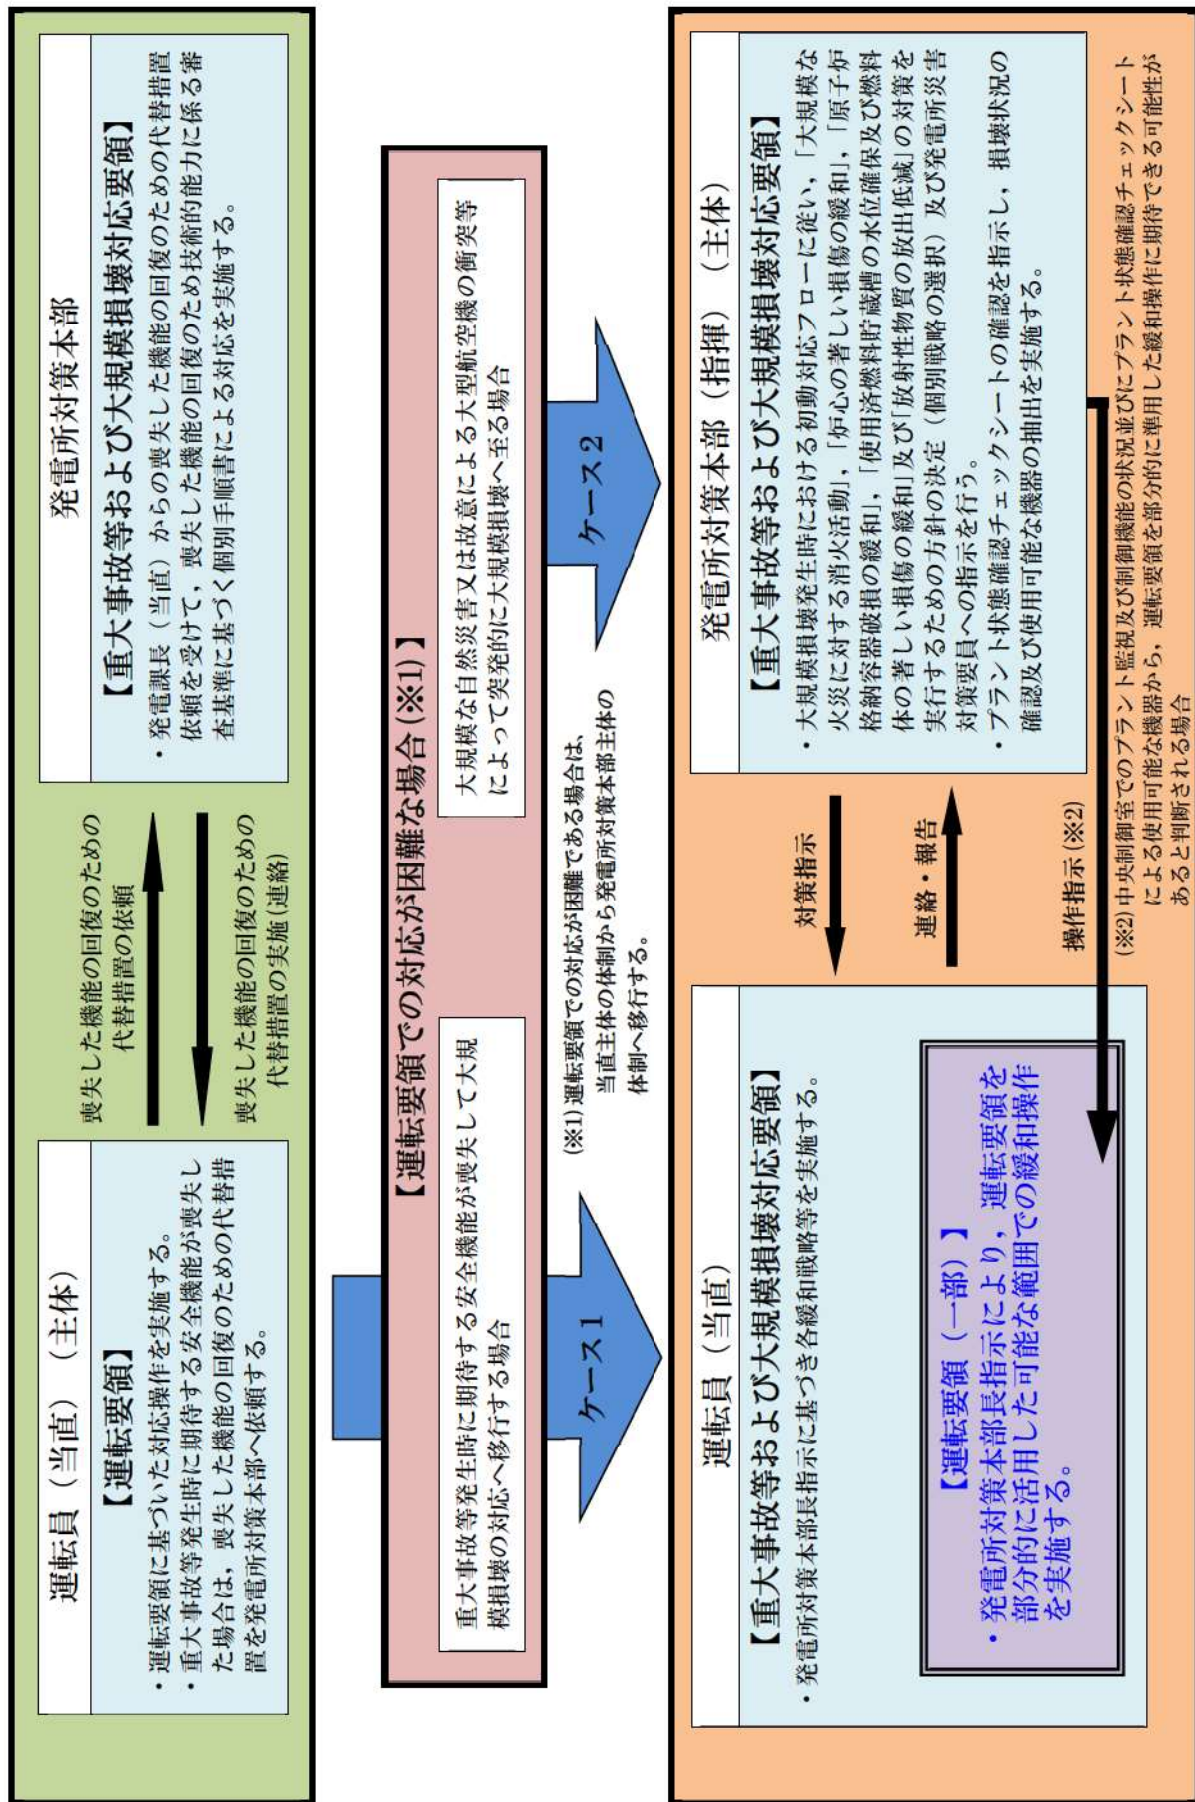 運転員（当直）（主体）
【運転要領】
・運転要領に基づいた対応操作を実施する。
・重大事故等発生時に期待する安全機能が喪失し
た場合は，喪失した機能の回復のための代替措
置を発電所対策本部へ依頼する。
喪失した機能の回復のための
代替措置の依頼
喪失した機能の回復のための
代替措置の実施(連絡)
発電所対策本部
【重大事故等および大規模損壊対応要領】
・発電課長（当直）からの喪失した機能の回復のための代替措置
依頼を受けて，喪失した機能の回復のため技術的能力に係る審
査基準に基づく個別手順書による対応を実施する。
【運転要領での対応が困難な場合(※1)】
重大事故等発生時に期待する安全機能が喪失して大規
模損壊の対応へ移行する場合
大規模な自然災害又は故意による大型航空機の衝突等
によって突発的に大規模損壊へ至る場合
ケース1
(※1)運転要領での対応が困難である場合は、
当直主体の体制から発電所対策本部主体の
体制へ移行する。
ケース2
運転員（当直）
【重大事故等および大規模損壊対応要領】
・発電所対策本部長指示に基づき各緩和戦略等を実施する。
【運転要領（一部）】
・発電所対策本部長指示により，運転要領を
部分的に活用した可能な範囲での緩和操作
を実施する。
対策指示
連絡・報告
操作指示(※2)
発電所対策本部（指揮）（主体）
【重大事故等および大規模損壊対応要領】
・大規模損壊発生時における初動対応フローに従い，「大規模な
火災に対する消火活動」，「炉心の著しい損傷の緩和」，「原子炉
格納容器破損の緩和」，「使用済燃料貯蔵槽の水位確保及び燃料
体の著しい損傷の緩和」及び「放射性物質の放出低減」の対策を
実行するための方針の決定（個別戦略の選択）及び発電所災害
対策要員への指示を行う。
・プラント状態確認チェックシートの確認を指示し，損壊状況の
確認及び使用可能な機器の抽出を実施する。
(※2)中央制御室でのプラント監視及び制御機能の状況並びにプラント状態確認チェックシート
による使用可能な機器から，運転要領を部分的に準用した緩和操作に期待できる可能性が
あると判断される場合